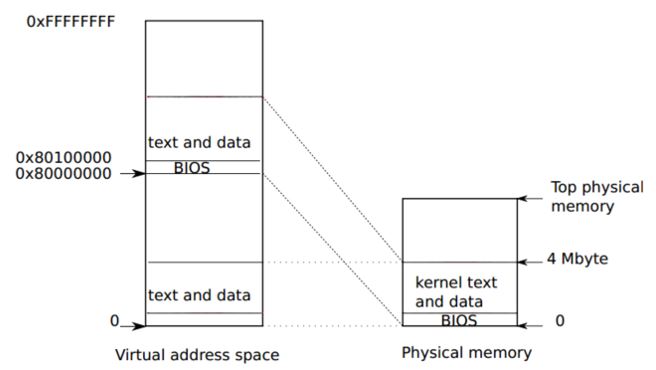 0xFFFFFFFF
text and data
0x80100000
BIOS
0x80000000
Top physical
memory
4 Mbyte
kernel text
and data
text and data
BIOS
0
0
Virtual address space
Physical memory